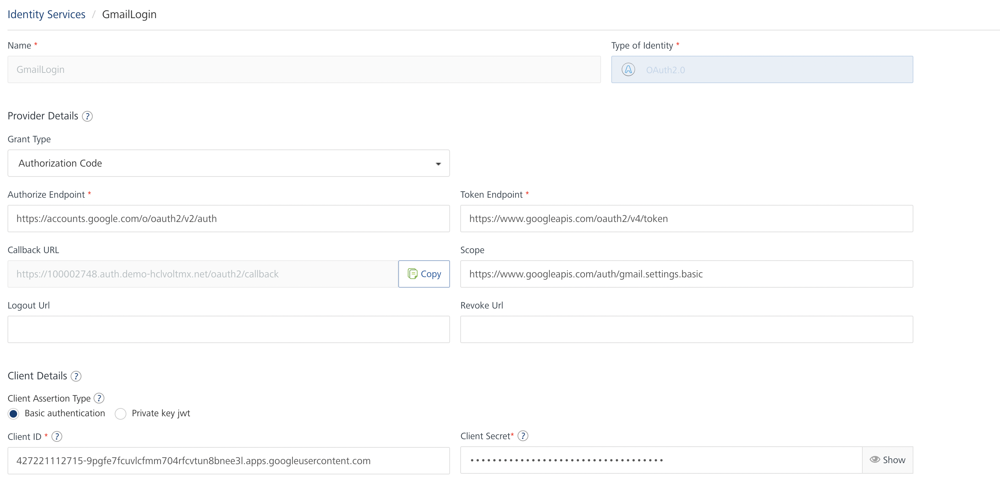 Identity Services / GmailLogin
Name *
Type of Identity *
GmailLogin
OAuth2.0
Provider Details ?
Grant Type
Authorization Code
Authorize Endpoint *
Token Endpoint *
https://accounts.google.com/o/oauth2/v2/auth
https://www.googleapis.com/oauth2/v4/token
Callback URL
Scope
https://100002748.auth.demo-hclvoltmx.net/oauth2/callback
Copy
https://www.googleapis.com/auth/gmail.settings.basic
Logout Url
Revoke Url
Client Details ?
Client Assertion Type ?
Basic authentication
Private key jwt
Client ID * ?
Client Secret* ?
427221112715-9pgfe7fcuvlcfmm704rfcvtun8bnee3l.apps.googleusercontent.com
•••••••••••••••••••••••••••••••••••
Show